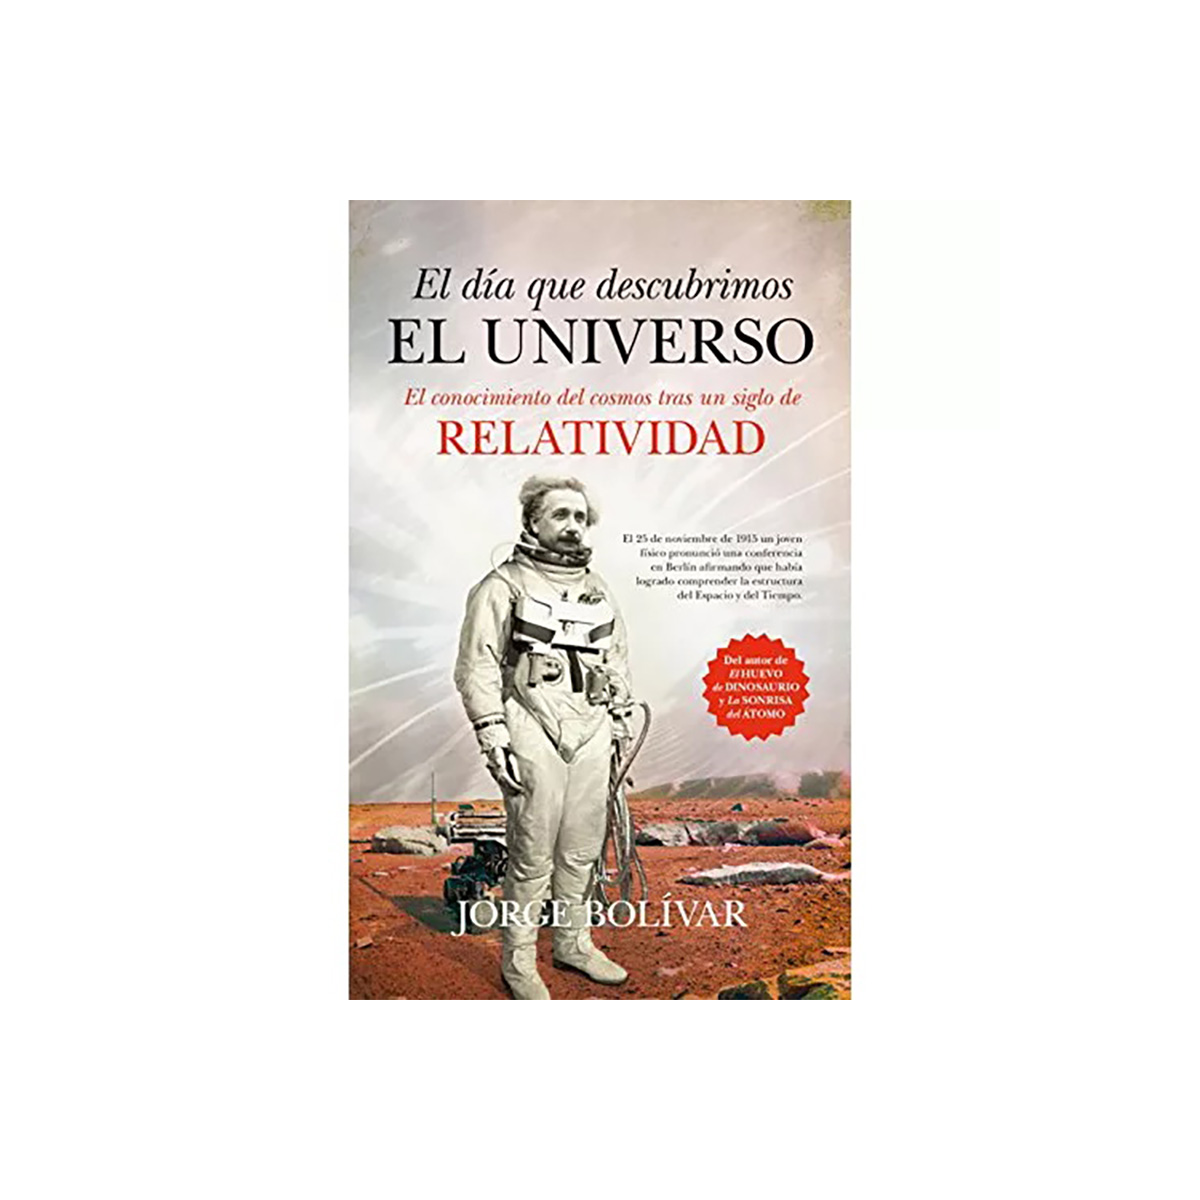 El día que descubrimos
EL UNIVERSO
El conocimiento del cosmos tras un siglo de
RELATIVIDAD
El 25 de noviembre de 1915 un joven
físico pronunció una conferencia
en Berlín afirmando que había
logrado comprender la estructura
del Espacio y del Tiempo.
Del autor de
El HUEVO
de DINOSAURIO
y La SONRISA
del ÁTOMO
por
JORGE BOLÍVAR